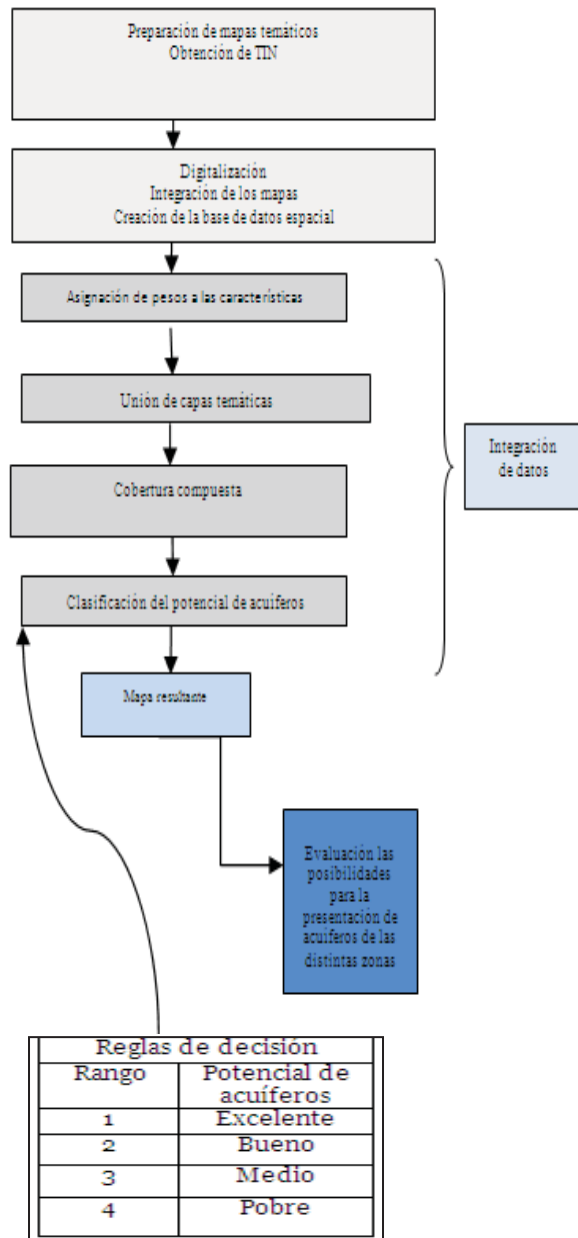 Preparación de mapas temáticos
Obtención de TIN
Digitalización
Integración de los mapas
Creación de la base de datos espacial
Asignación de pesos a las características
Unión de capas temáticas
Cobertura compuesta
Clasificación del potencial de acuíferos
Mapa resultante
Integración
de datos
Evaluación las
posibilidades
para la
presentación de
acuíferos de las
distintas zonas
Reglas de decisión
Rango Potencial de
acuíferos
1 Excelente
2 Bueno
3 Medio
4 Pobre